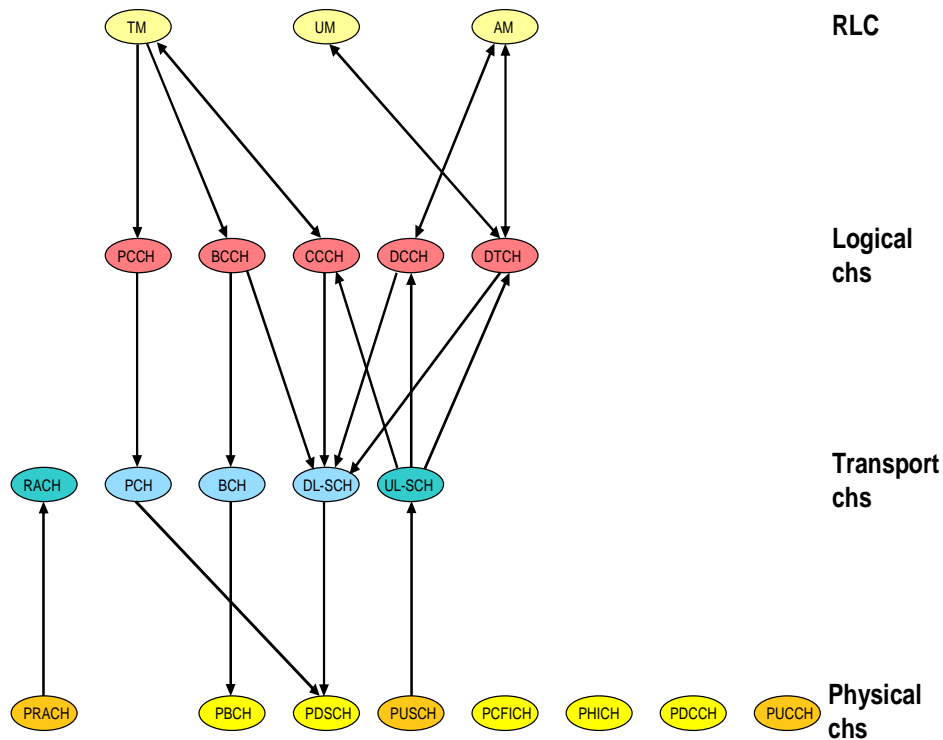 TM UM AM RLC
PCCH BCCH CCCH DCCH DTCH Logical
chs
RACH PCH BCH DL-SCH UL-SCH Transport
chs
PRACH PBCH PDSCH PUSCH PCFICH PHICH PDCCH PUCCH Physical
chs